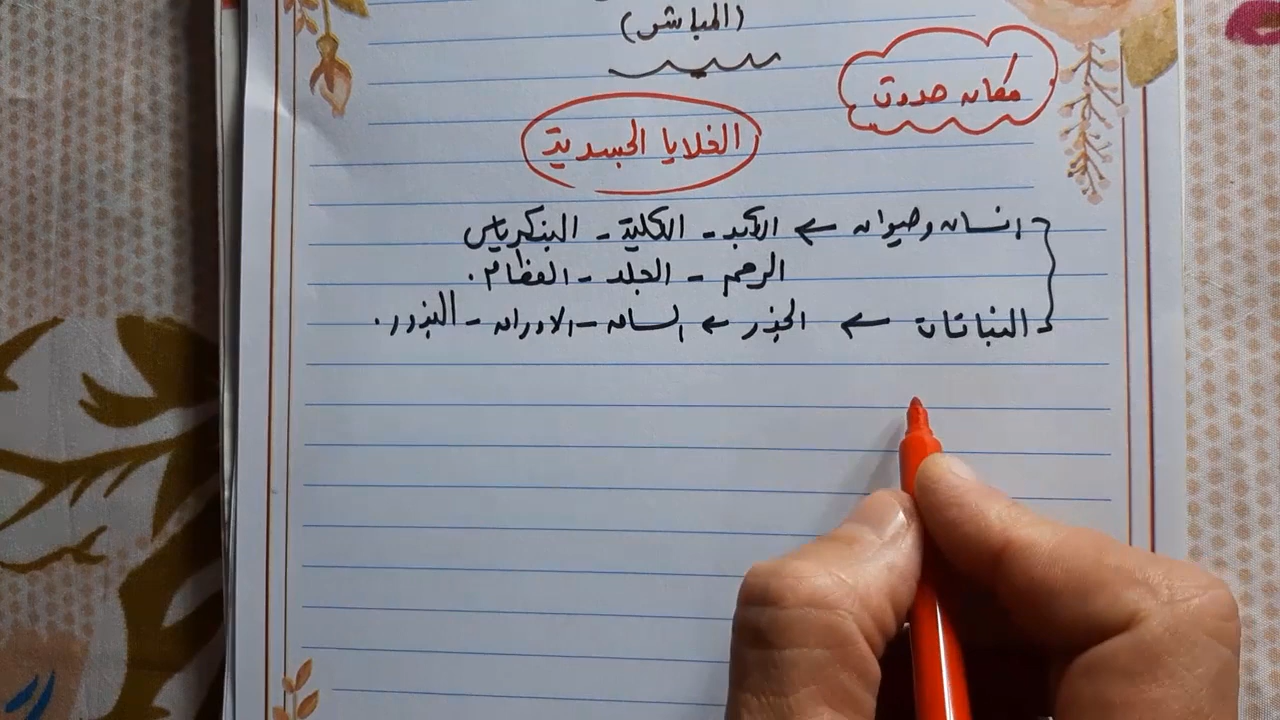 (المباشر)
مكان حدوث
الخلايا الجسدية
انسان وحيوان ← الكبد - الكلية - البنكرياس
الرحم - الجلد - العظام.
النباتات ← الجذر ← الساق - الاوراق - البذور.